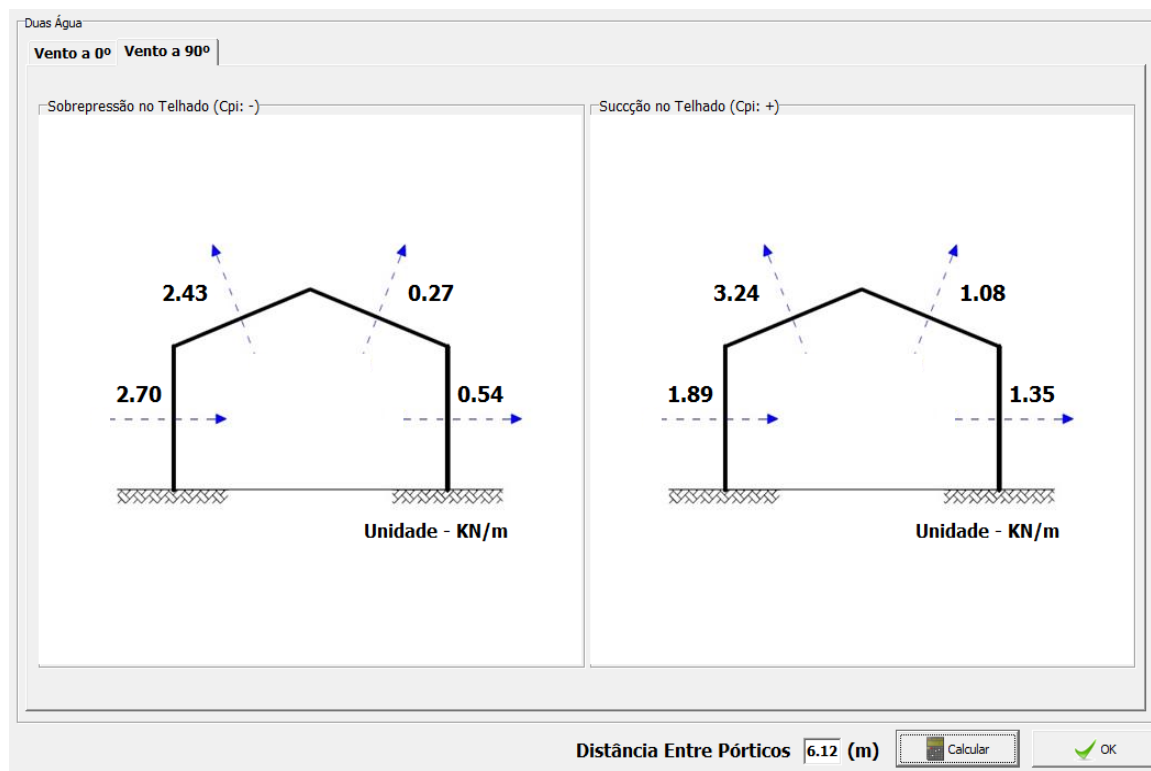 Duas Água
Vento a 0º Vento a 90º
Sobrepressão no Telhado (Cpi: -)
2.43 0.27
2.70 0.54
Unidade - KN/m
Succção no Telhado (Cpi: +)
3.24 1.08
1.89 1.35
Unidade - KN/m
Distância Entre Pórticos 6.12 (m) Calcular OK